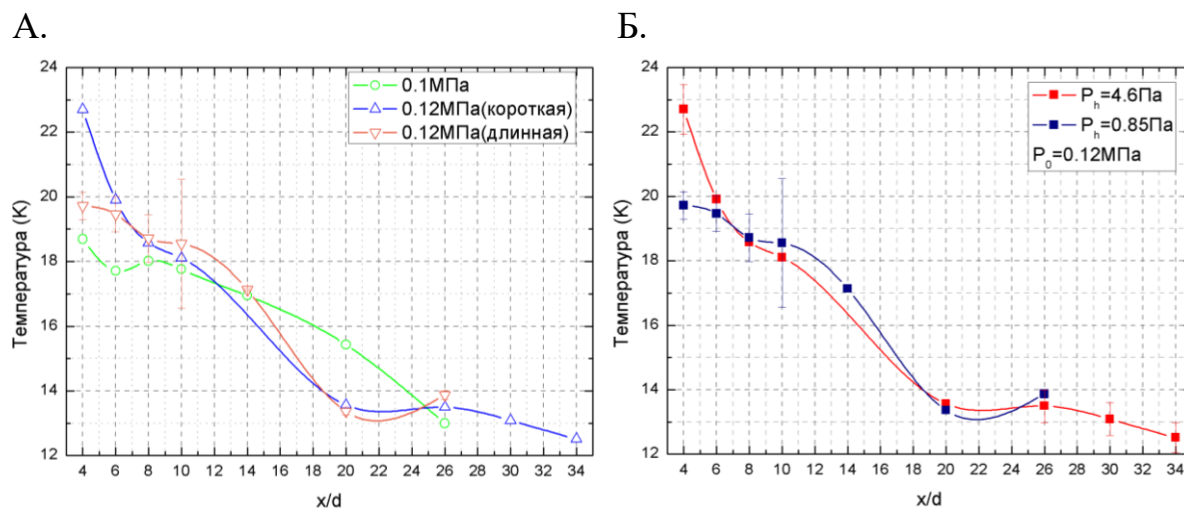 А.
24
22
20
18
16
14
12
Температура (K)
4 6 8 10 12 14 16 18 20 22 24 26 28 30 32 34
x/d
0.1МПа
0.12МПа(короткая)
0.12МПа(длинная)
Б.
24
22
20
18
16
14
12
Температура (K)
4 6 8 10 12 14 16 18 20 22 24 26 28 30 32 34
x/d
P_h=4.6Па
P_h=0.85Па
P_0=0.12МПа